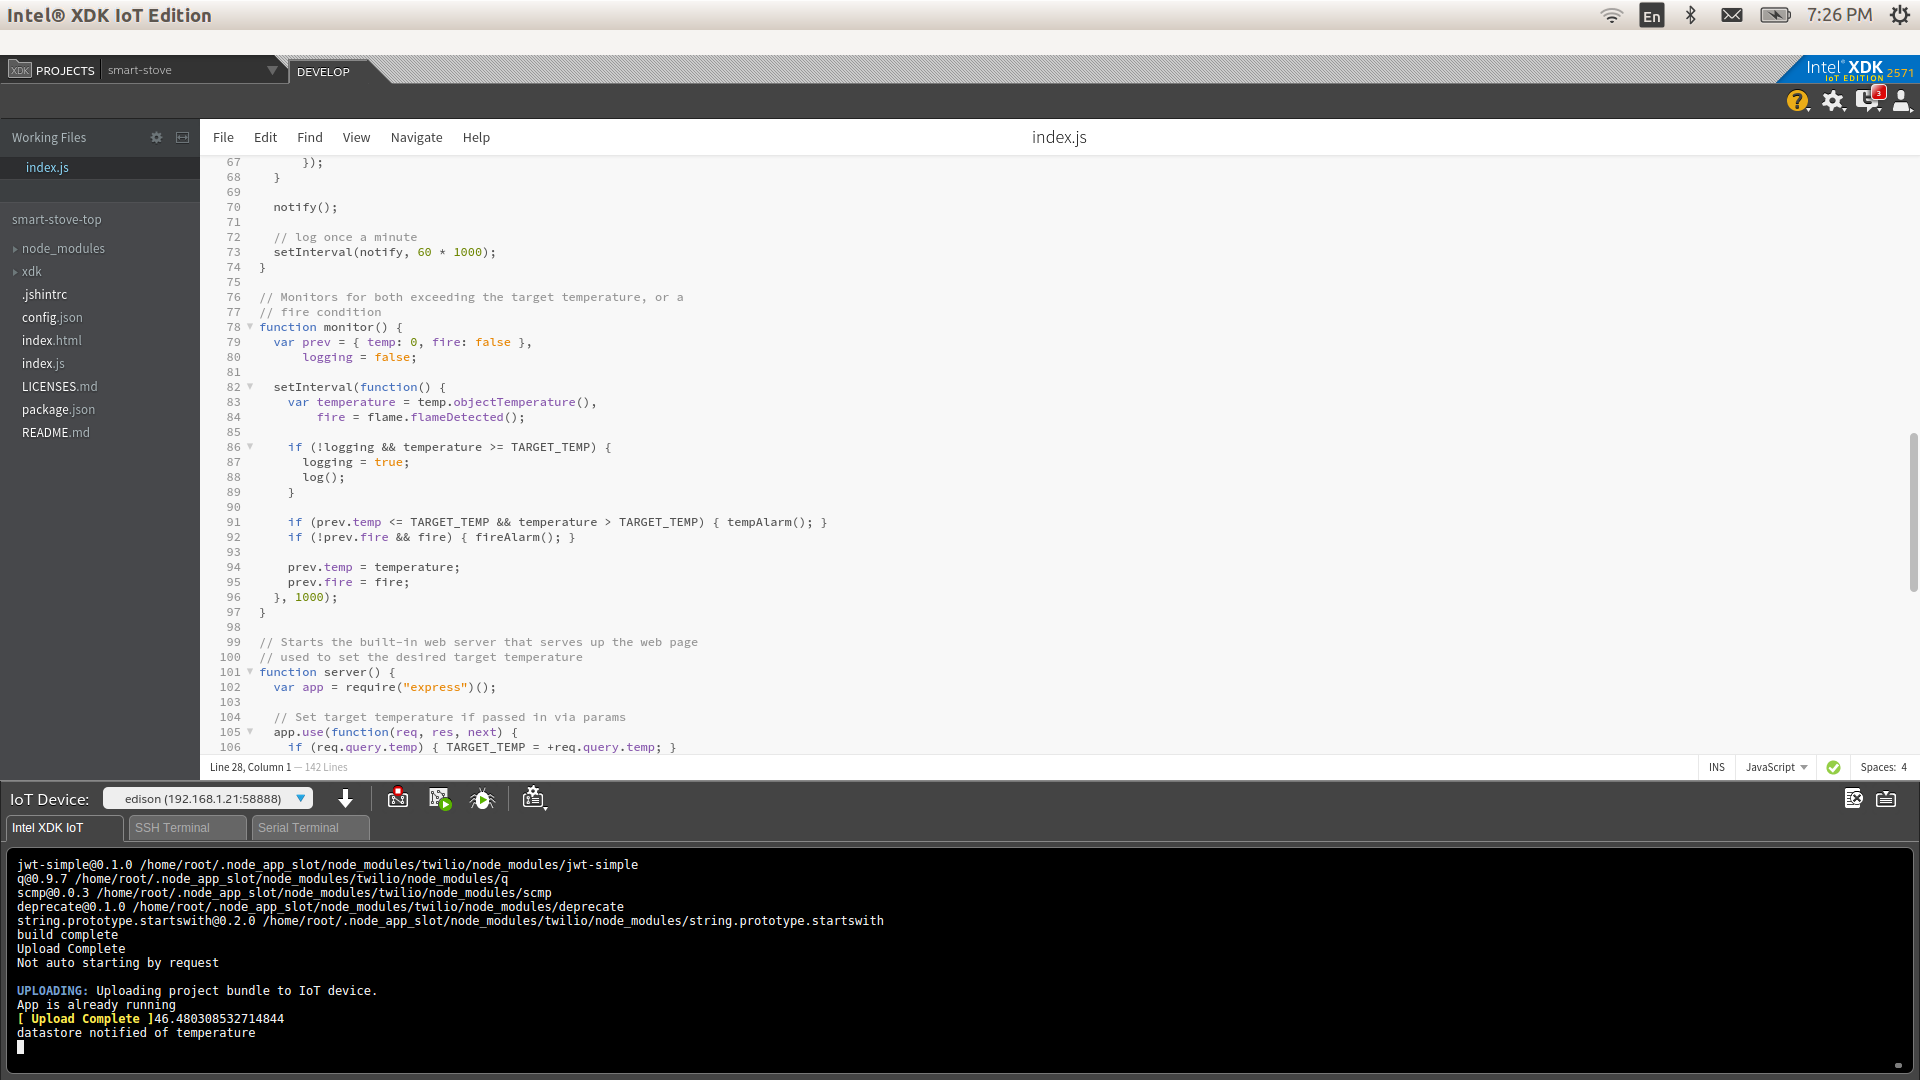 Intel® XDK IoT Edition
En
7:26 PM
XDK PROJECTS smart-stove DEVELOP
Intel® XDK
IoT EDITION 2571
?
3
Working Files
index.js
smart-stove-top
node_modules
xdk
.jshintrc
config.json
index.html
index.js
LICENSES.md
package.json
README.md
File Edit Find View Navigate Help
index.js
67       });
68   }
69
70   notify();
71
72   // log once a minute
73   setInterval(notify, 60 * 1000);
74 }
75
76 // Monitors for both exceeding the target temperature, or a
77 // fire condition
78 function monitor() {
79   var prev = { temp: 0, fire: false },
80       logging = false;
81
82   setInterval(function() {
83     var temperature = temp.objectTemperature(),
84         fire = flame.flameDetected();
85
86     if (!logging && temperature >= TARGET_TEMP) {
87       logging = true;
88       log();
89     }
90
91     if (prev.temp <= TARGET_TEMP && temperature > TARGET_TEMP) { tempAlarm(); }
92     if (!prev.fire && fire) { fireAlarm(); }
93
94     prev.temp = temperature;
95     prev.fire = fire;
96   }, 1000);
97 }
98
99 // Starts the built-in web server that serves up the web page
100 // used to set the desired target temperature
101 function server() {
102   var app = require("express")();
103
104   // Set target temperature if passed in via params
105   app.use(function(req, res, next) {
106     if (req.query.temp) { TARGET_TEMP = +req.query.temp; }
Line 28, Column 1 — 142 Lines
INS JavaScript Spaces: 4
IoT Device: edison (192.168.1.21:58888)
Intel XDK IoT SSH Terminal Serial Terminal
jwt-simple@0.1.0 /home/root/.node_app_slot/node_modules/twilio/node_modules/jwt-simple
q@0.9.7 /home/root/.node_app_slot/node_modules/twilio/node_modules/q
scmp@0.0.3 /home/root/.node_app_slot/node_modules/twilio/node_modules/scmp
deprecate@0.1.0 /home/root/.node_app_slot/node_modules/twilio/node_modules/deprecate
string.prototype.startswith@0.2.0 /home/root/.node_app_slot/node_modules/twilio/node_modules/string.prototype.startswith
build complete
Upload Complete
Not auto starting by request
UPLOADING: Uploading project bundle to IoT device.
App is already running
[ Upload Complete ]46.480308532714844
datastore notified of temperature